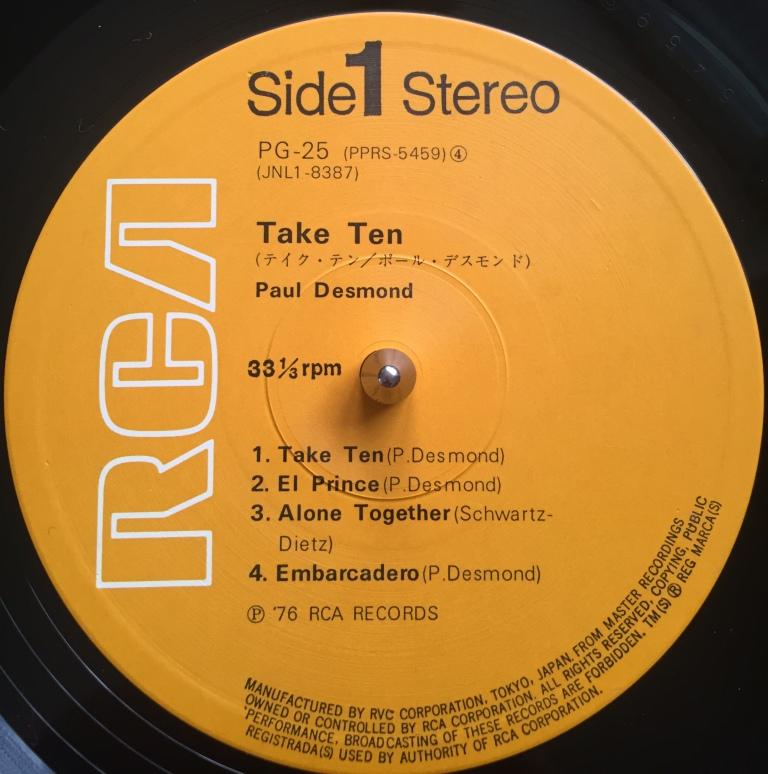 Side 1 Stereo
PG-25 (PPRS-5459)④
(JNL1-8387)
Take Ten
(テイク・テン/ポール・デスモンド)
Paul Desmond
33⅓rpm
1. Take Ten (P.Desmond)
2. El Prince (P.Desmond)
3. Alone Together (Schwartz-
Dietz)
4. Embarcadero (P.Desmond)
Ⓟ '76 RCA RECORDS
RCA
MANUFACTURED BY RVC CORPORATION, TOKYO, JAPAN, FROM MASTER RECORDINGS
OWNED OR CONTROLLED BY RCA CORPORATION. ALL RIGHTS RESERVED. COPYING, PUBLIC
PERFORMANCE, BROADCASTING OF THESE RECORDS ARE FORBIDDEN. TM(S) ® REG MARCA(S)
REGISTRADA(S) USED BY AUTHORITY OF RCA CORPORATION.